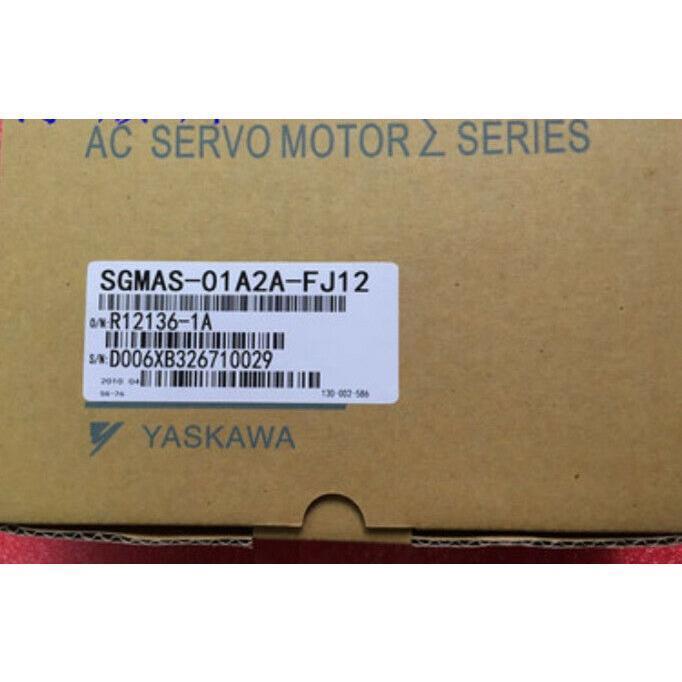 AC SERVO MOTOR Σ SERIES
SGMAS-01A2A-FJ12
O/N:R12136-1A
S/N:D006XB326710029
2010 04
130-002-586
YASKAWA